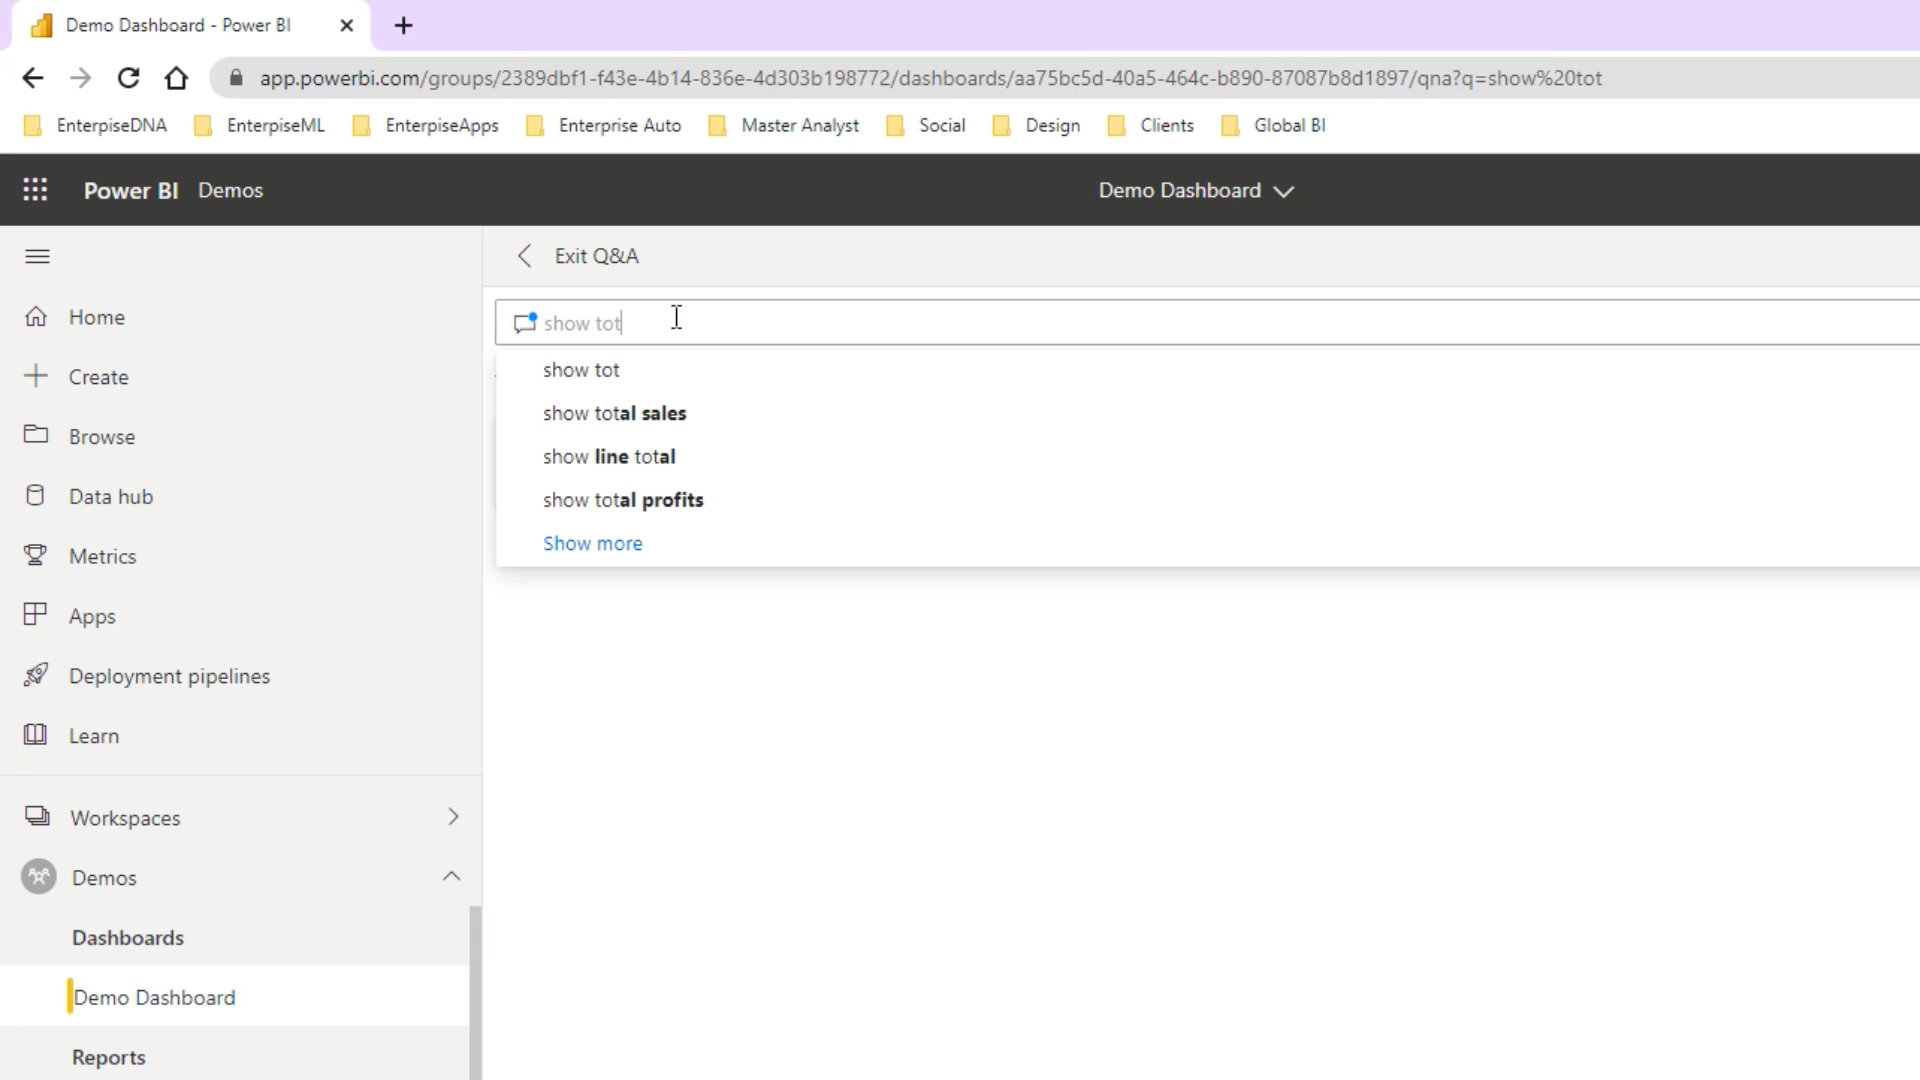 Demo Dashboard - Power BI
app.powerbi.com/groups/2389dbf1-f43e-4b14-836e-4d303b198772/dashboards/aa75bc5d-40a5-464c-b890-87087b8d1897/qna?q=show%20tot
EnterpiseDNA EnterpiseML EnterpiseApps Enterprise Auto Master Analyst Social Design Clients Global BI
Power BI Demos Demo Dashboard
Exit Q&A
show tot
show tot
show total sales
show line total
show total profits
Show more
Home
Create
Browse
Data hub
Metrics
Apps
Deployment pipelines
Learn
Workspaces
Demos
Dashboards
Demo Dashboard
Reports